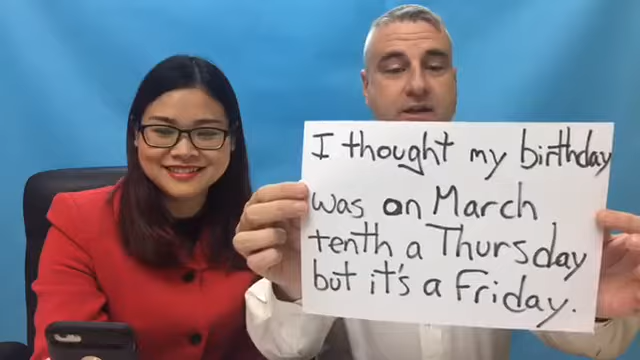 I thought my birthday
was on March
tenth a Thursday
but it's a Friday.